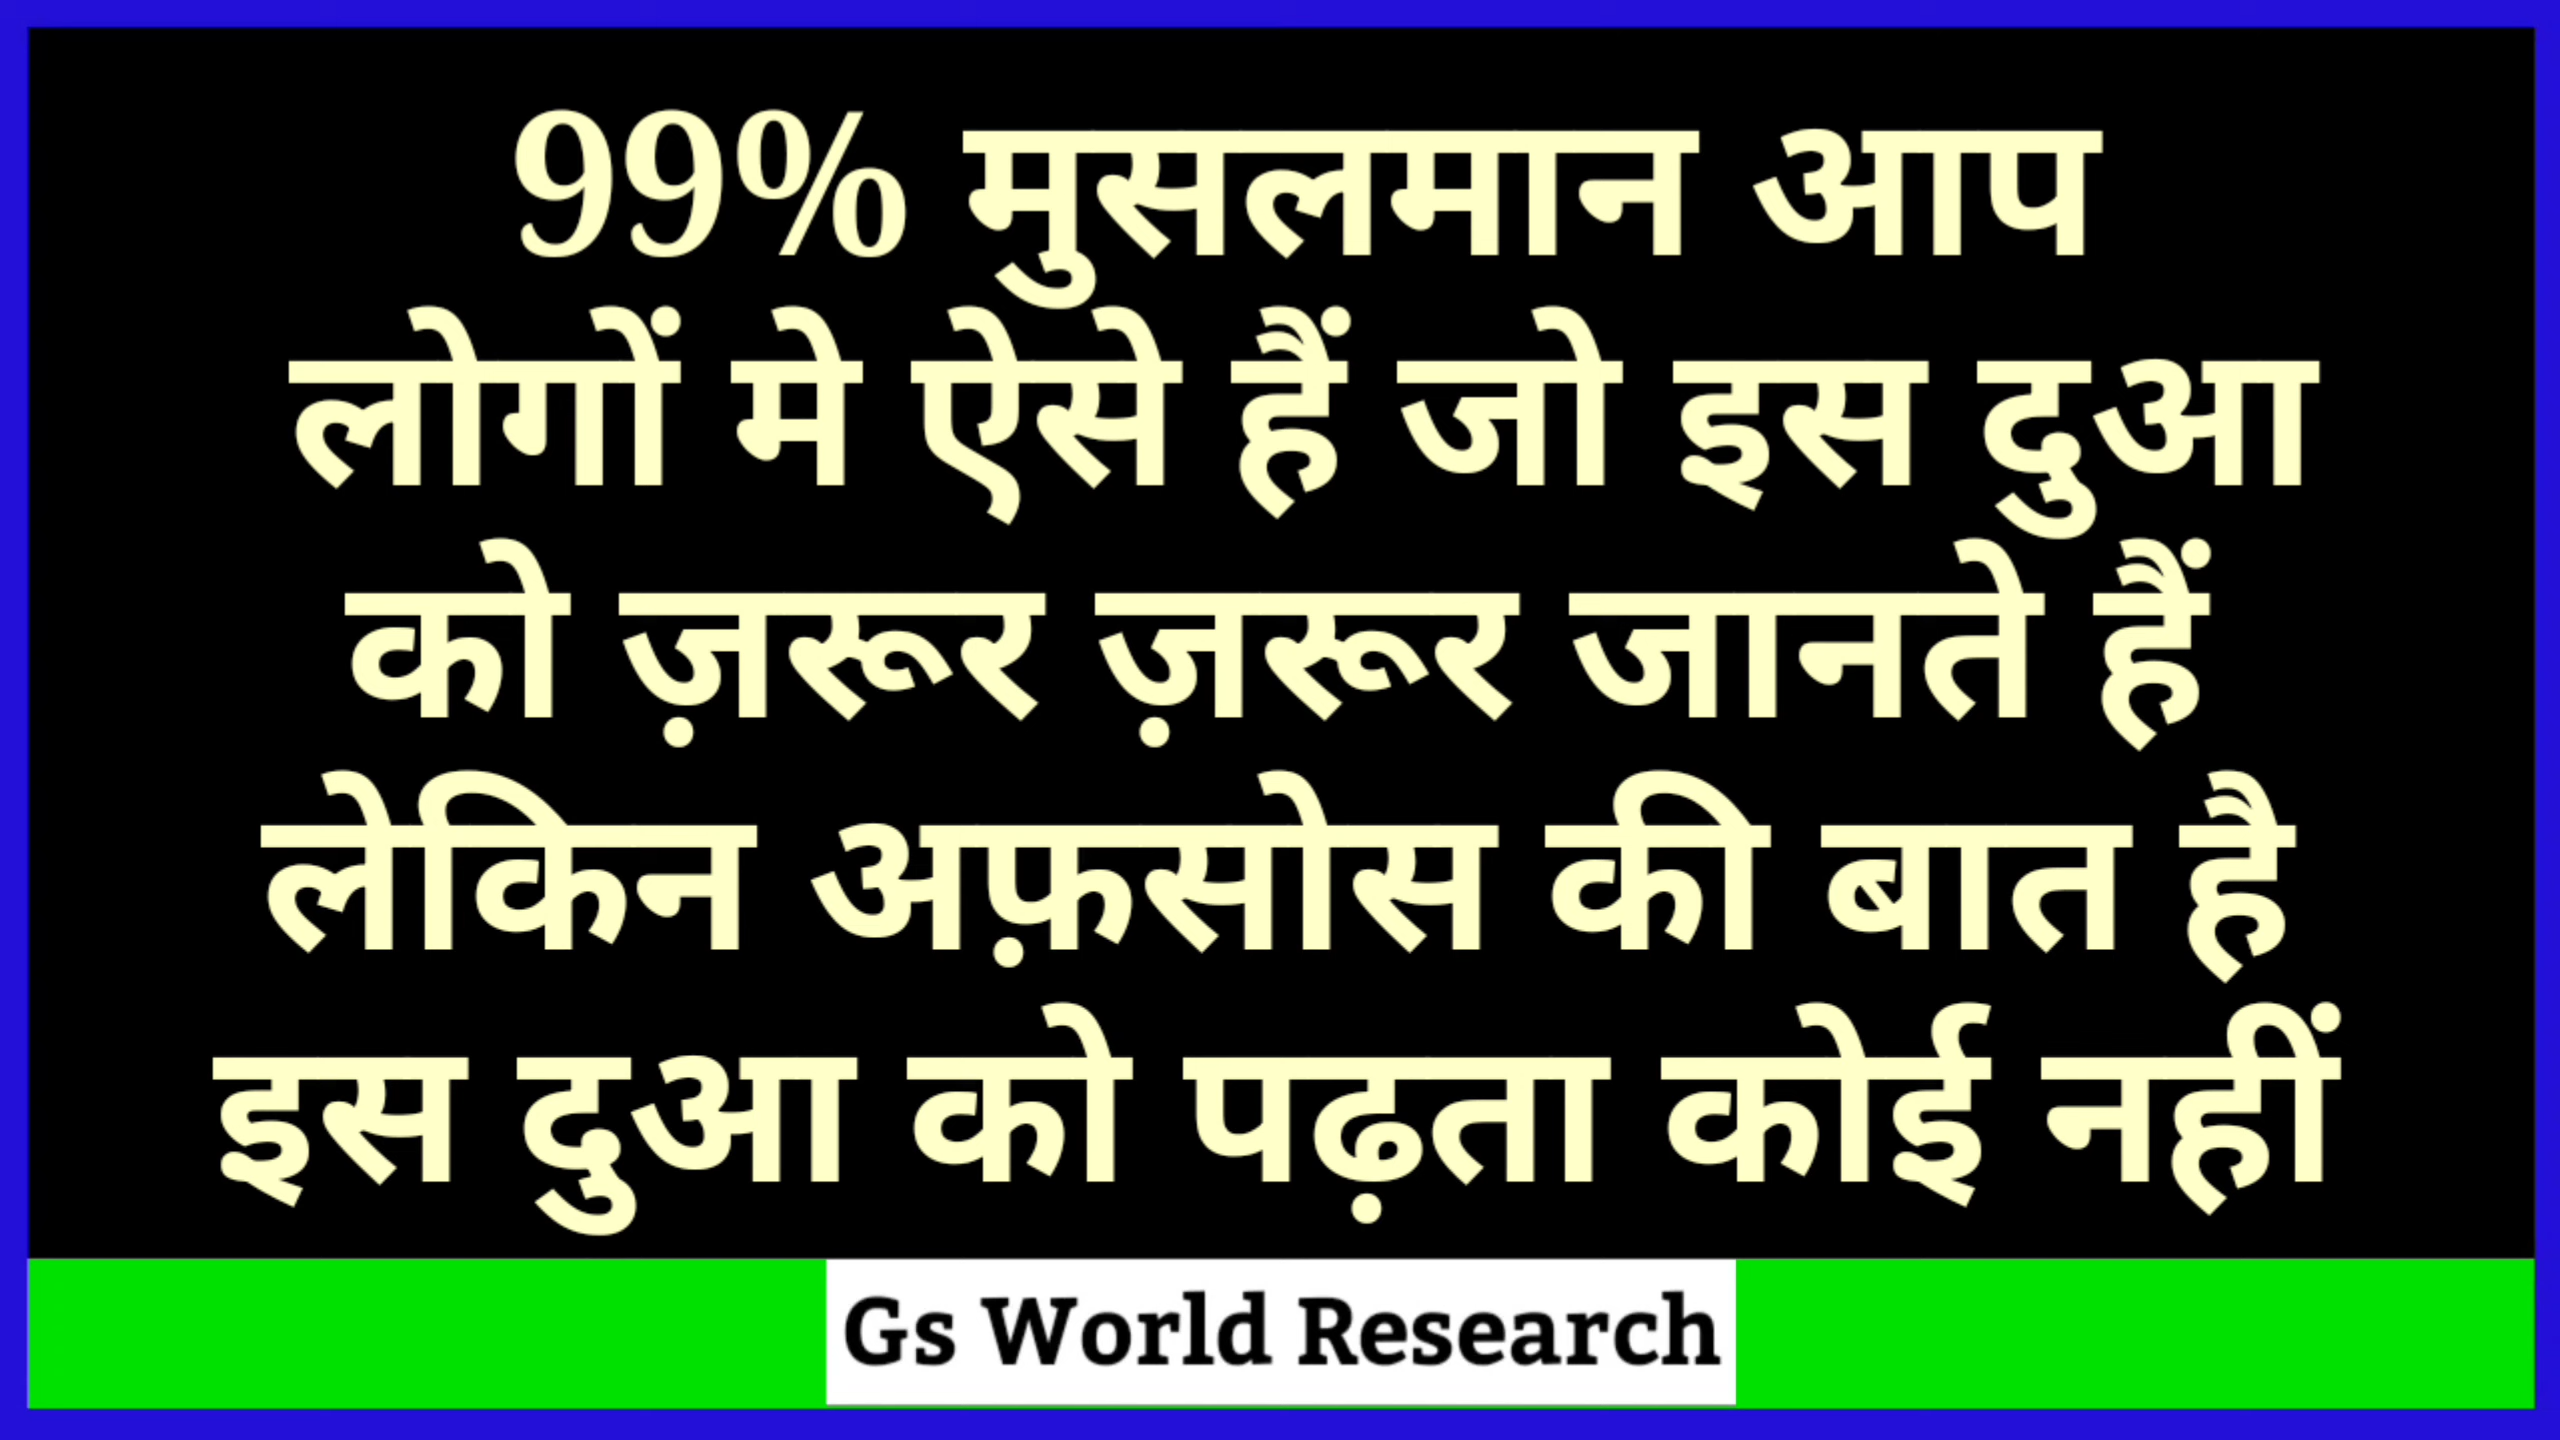 99% मुसलमान आप
लोगों मे ऐसे हैं जो इस दुआ
को ज़रूर ज़रूर जानते हैं
लेकिन अफ़सोस की बात है
इस दुआ को पढ़ता कोई नहीं
Gs World Research